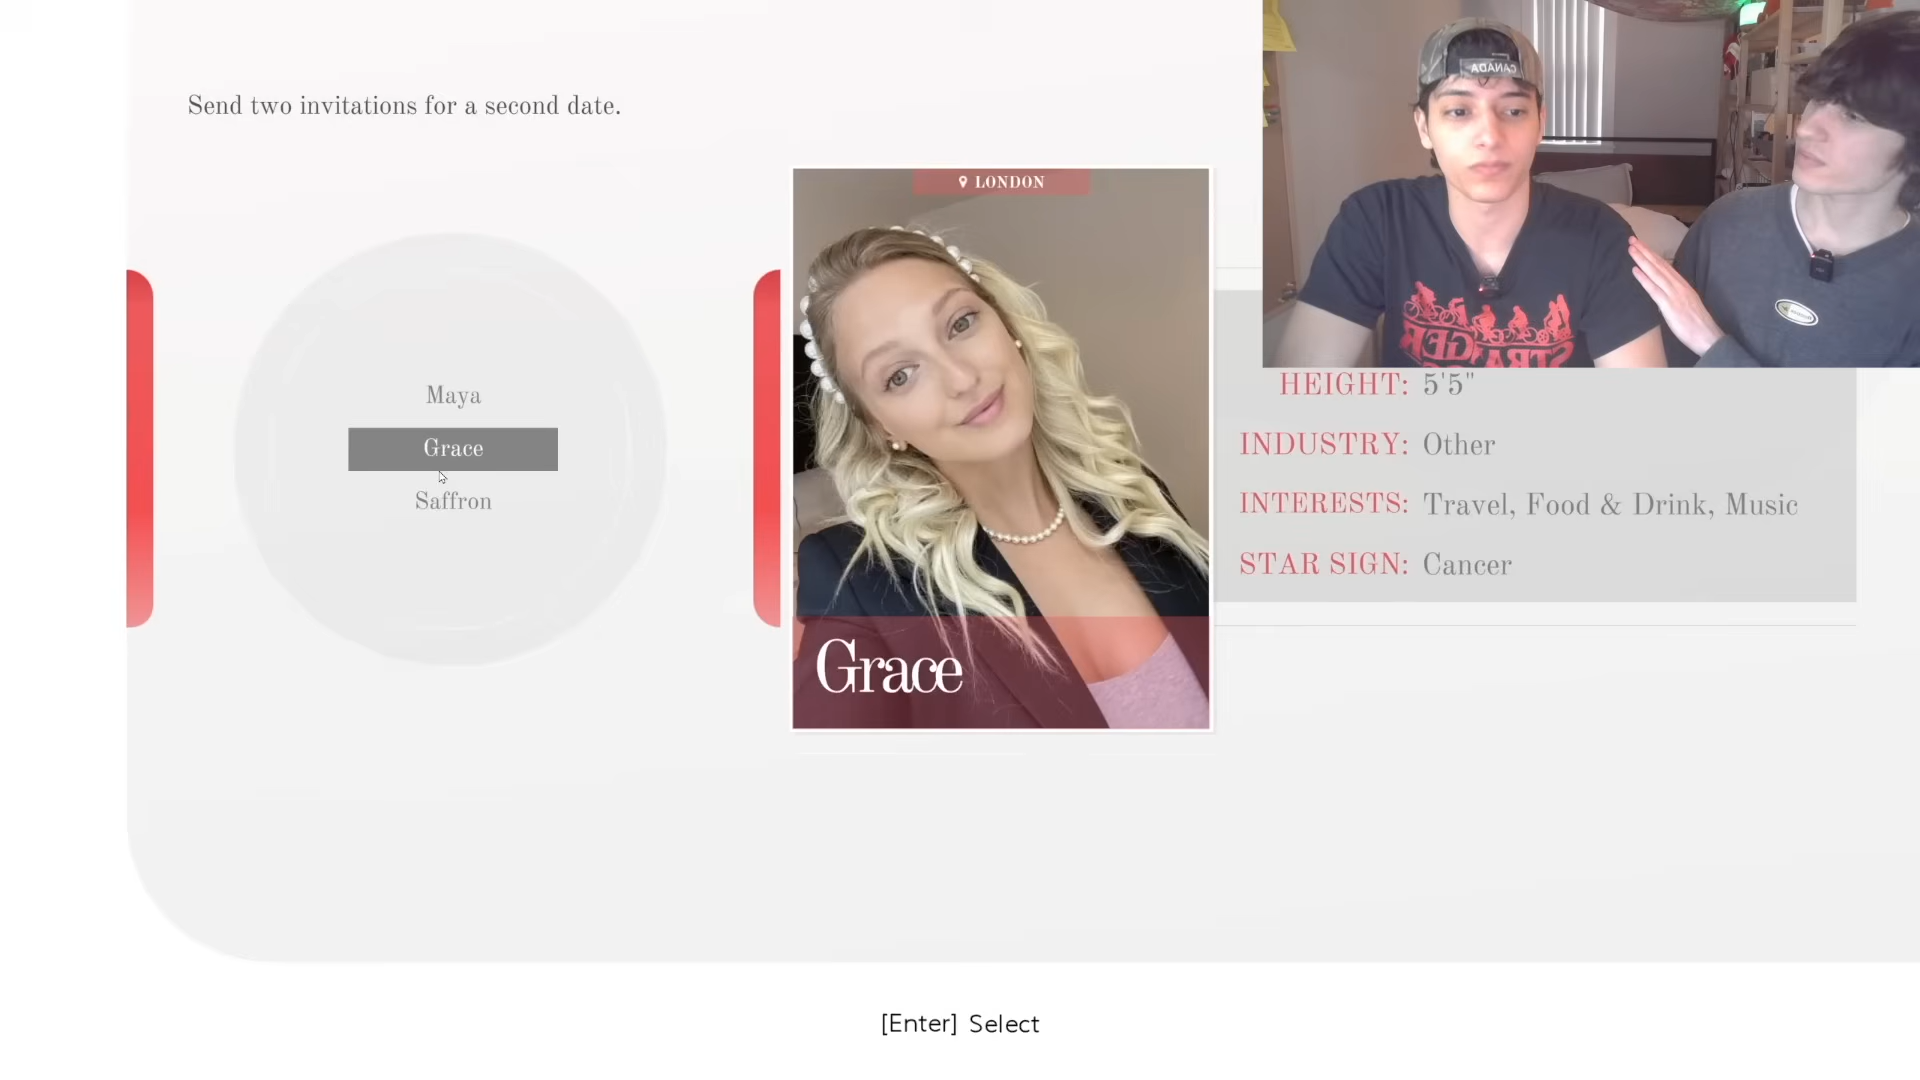 Send two invitations for a second date.
LONDON
CANADA
Maya
Grace
Saffron
Grace
HEIGHT: 5'5"
INDUSTRY: Other
INTERESTS: Travel, Food & Drink, Music
STAR SIGN: Cancer
[Enter] Select